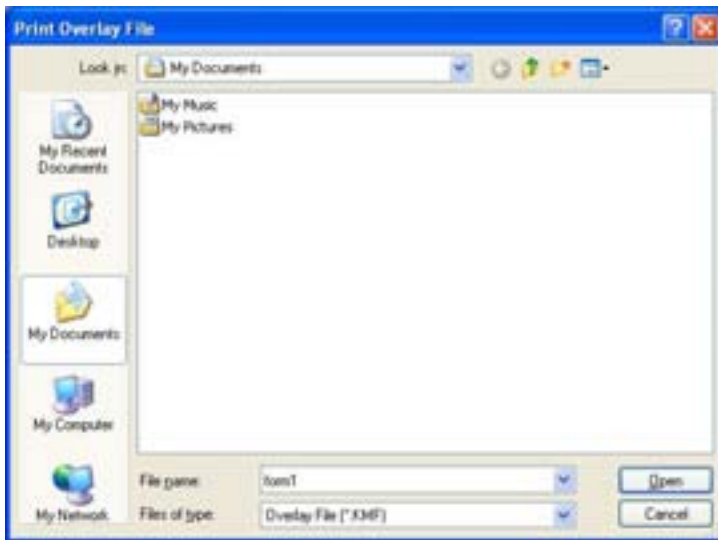 Print Overlay File
Look in: My Documents
My Music
My Pictures
My Recent
Documents
Desktop
My Documents
My Computer
My Network
File name: form1
Files of type: Overlay File (*.KMF)
Open
Cancel